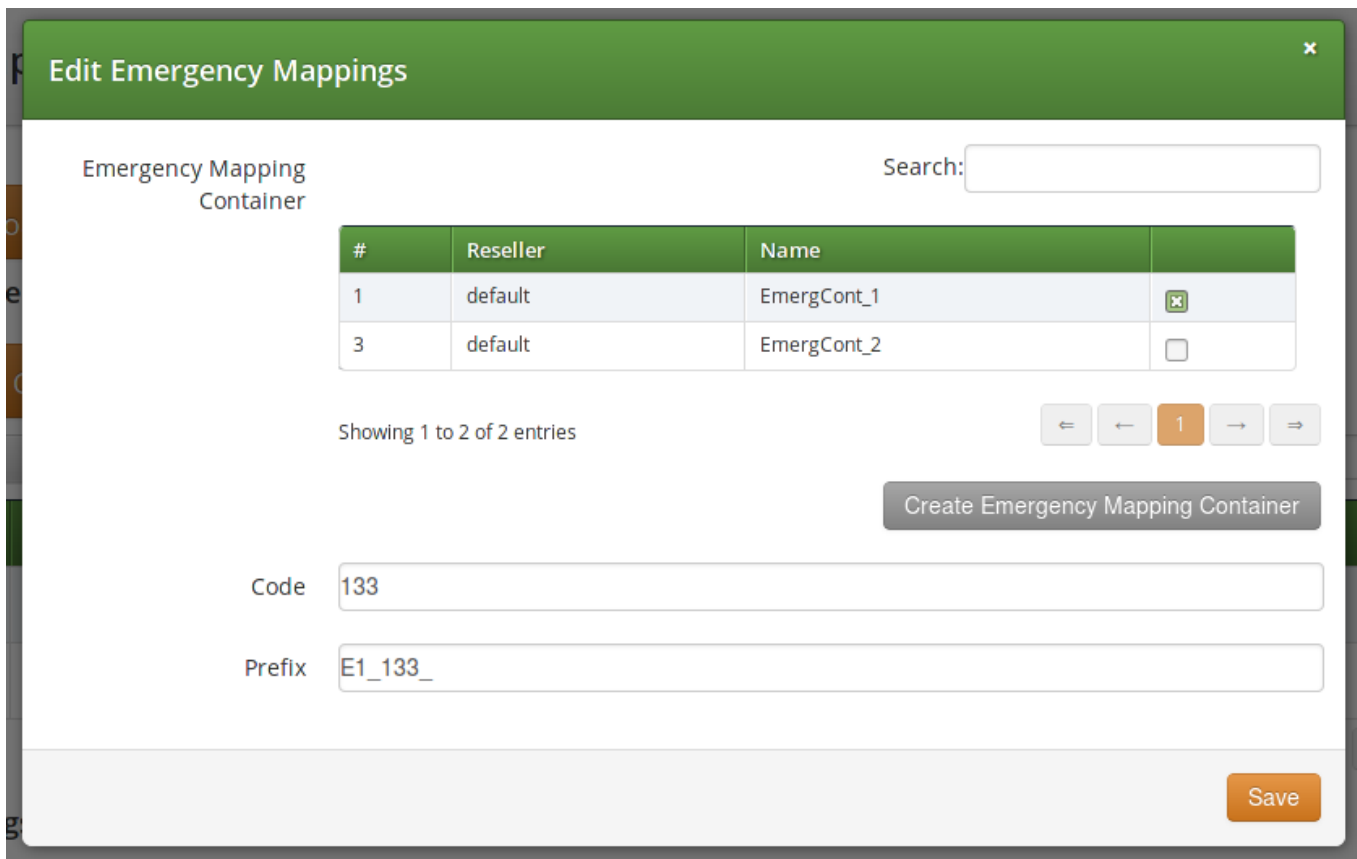 Edit Emergency Mappings
Emergency Mapping
Container
Search:
# Reseller Name
1 default EmergCont_1
3 default EmergCont_2
Showing 1 to 2 of 2 entries
⇐ ← 1 → ⇒
Create Emergency Mapping Container
Code 133
Prefix E1_133_
Save